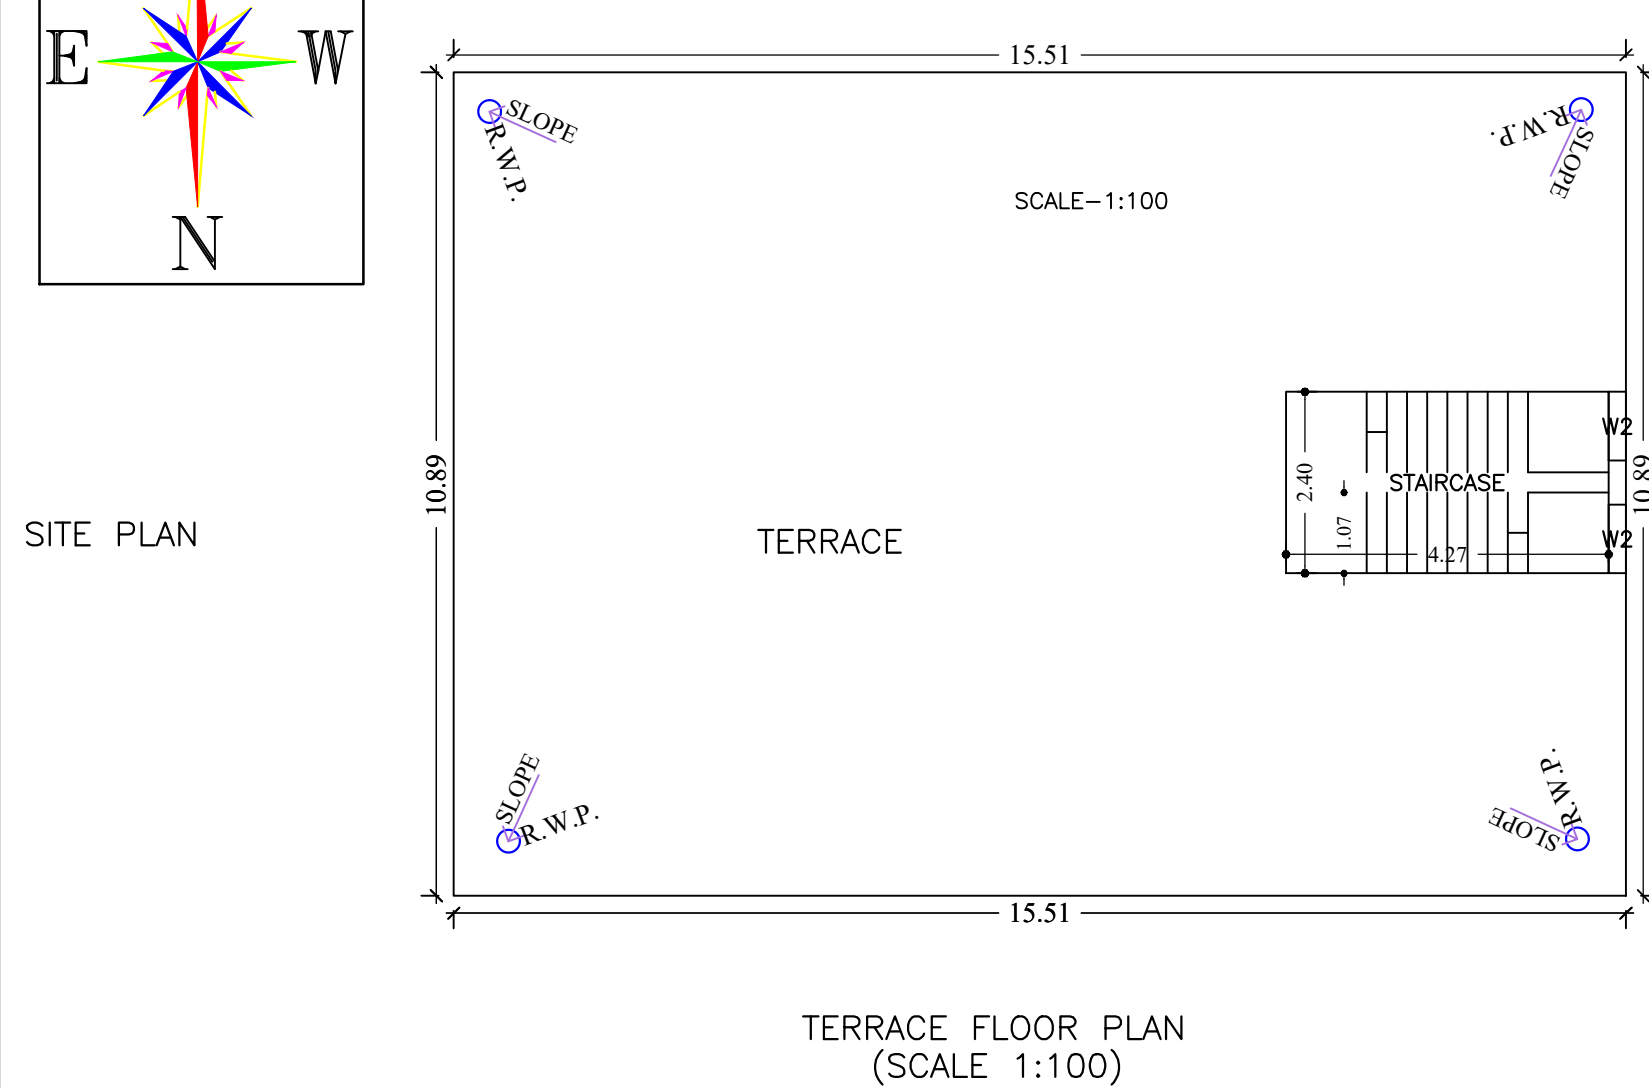 E
W
N
15.51
SLOPE
R.W.P.
R.W.P.
SLOPE
SCALE-1:100
10.89
2.40
1.07
STAIRCASE
4.27
W2
W2
10.89
SITE PLAN
TERRACE
SLOPE
R.W.P.
R.W.P.
SLOPE
15.51
TERRACE FLOOR PLAN
(SCALE 1:100)